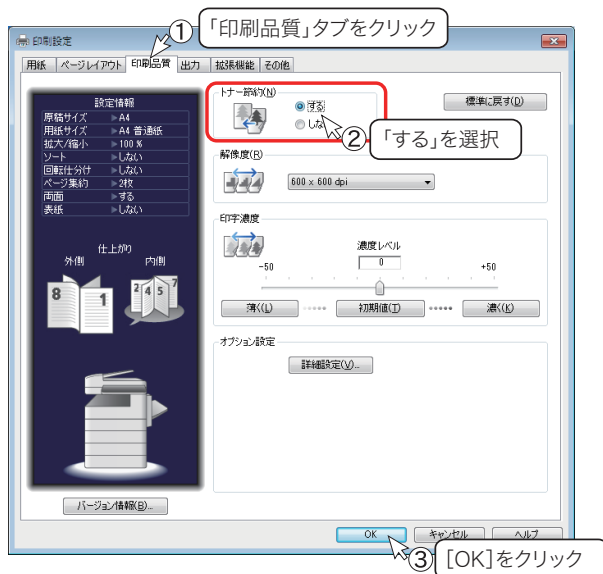 ① 「印刷品質」タブをクリック
印刷設定
用紙 ページレイアウト 印刷品質 出力 拡張機能 その他
設定情報
原稿サイズ ▶A4
用紙サイズ ▶A4 普通紙
拡大/縮小 ▶100 %
ソート ▶しない
回転仕分け ▶しない
ページ集約 ▶2枚
両面 ▶する
表紙 ▶しない
仕上がり
外側 内側
8 1 2 4 5 7
バージョン情報(B)...
トナー節約(N)
する
しな
② 「する」を選択
標準に戻す(D)
解像度(R)
600 x 600 dpi
印字濃度
濃度レベル
-50 0 +50
薄く(L) 初期値(T) 濃く(K)
オプション設定
詳細設定(V)...
OK キャンセル ヘルプ
③ [OK]をクリック